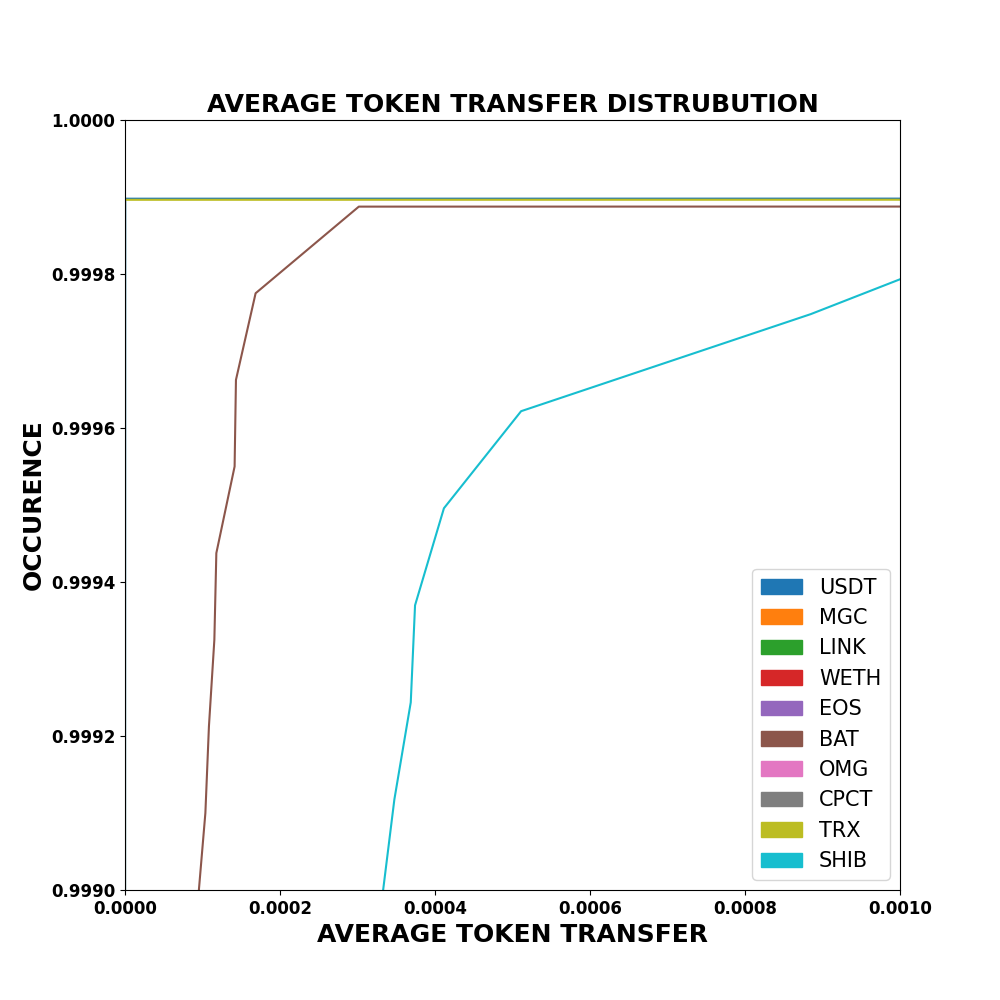 AVERAGE TOKEN TRANSFER DISTRUBUTION
1.0000
0.9998
0.9996
0.9994
0.9992
0.9990
OCCURENCE
0.0000 0.0002 0.0004 0.0006 0.0008 0.0010
AVERAGE TOKEN TRANSFER
USDT
MGC
LINK
WETH
EOS
BAT
OMG
CPCT
TRX
SHIB